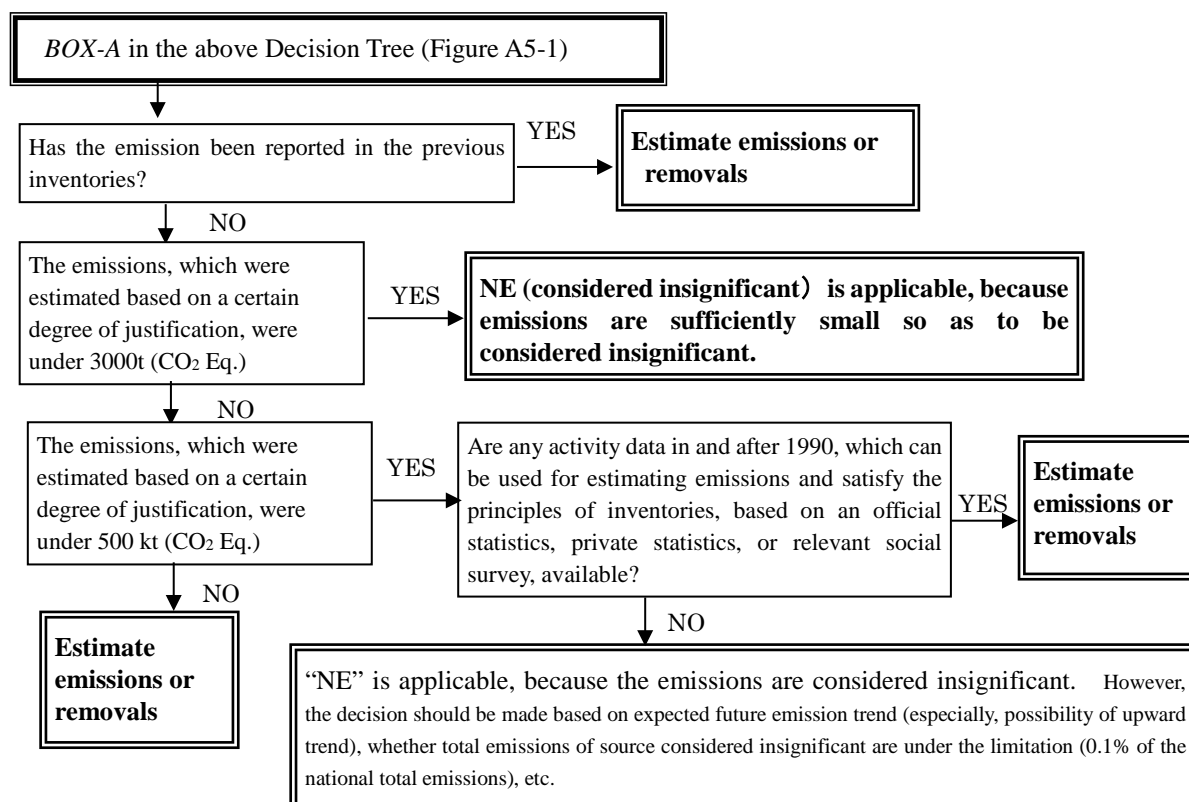 BOX-A in the above Decision Tree (Figure A5-1)
Has the emission been reported in the previous
inventories?
YES
Estimate emissions or
removals
NO
The emissions, which were
estimated based on a certain
degree of justification, were
under 3000t (CO₂ Eq.)
YES
NE (considered insignificant） is applicable, because
emissions are sufficiently small so as to be
considered insignificant.
NO
The emissions, which were
estimated based on a certain
degree of justification, were
under 500 kt (CO₂ Eq.)
YES
Are any activity data in and after 1990, which can
be used for estimating emissions and satisfy the
principles of inventories, based on an official
statistics, private statistics, or relevant social
survey, available?
YES
Estimate
emissions or
removals
NO
Estimate
emissions or
removals
NO
“NE” is applicable, because the emissions are considered insignificant. However,
the decision should be made based on expected future emission trend (especially, possibility of upward
trend), whether total emissions of source considered insignificant are under the limitation (0.1% of the
national total emissions), etc.